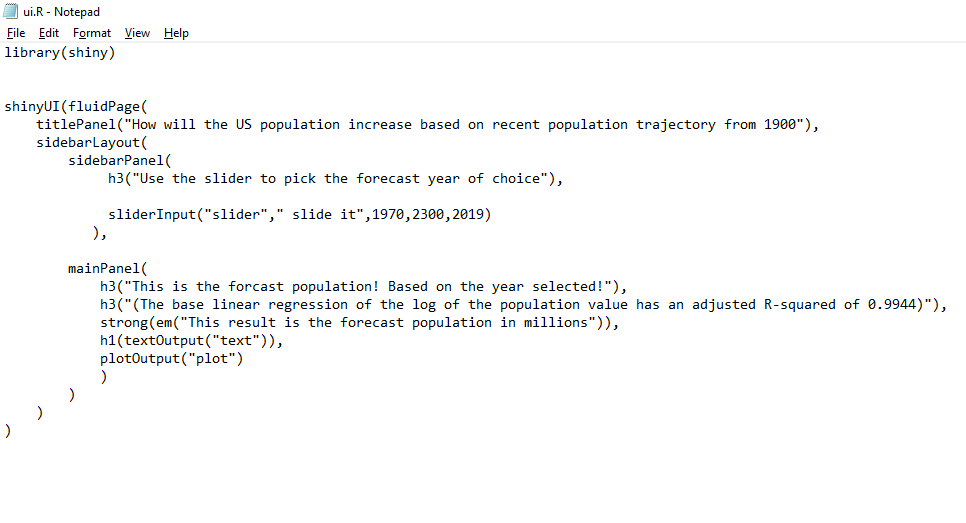 ui.R - Notepad
File Edit Format View Help
library(shiny)
shinyUI(fluidPage(
titlePanel("How will the US population increase based on recent population trajectory from 1900"),
sidebarLayout(
sidebarPanel(
h3("Use the slider to pick the forecast year of choice"),
sliderInput("slider"," slide it",1970,2300,2019)
),
mainPanel(
h3("This is the forcast population! Based on the year selected!"),
h3("(The base linear regression of the log of the population value has an adjusted R-squared of 0.9944)"),
strong(em("This result is the forecast population in millions")),
h1(textOutput("text")),
plotOutput("plot")
)
)
)
)